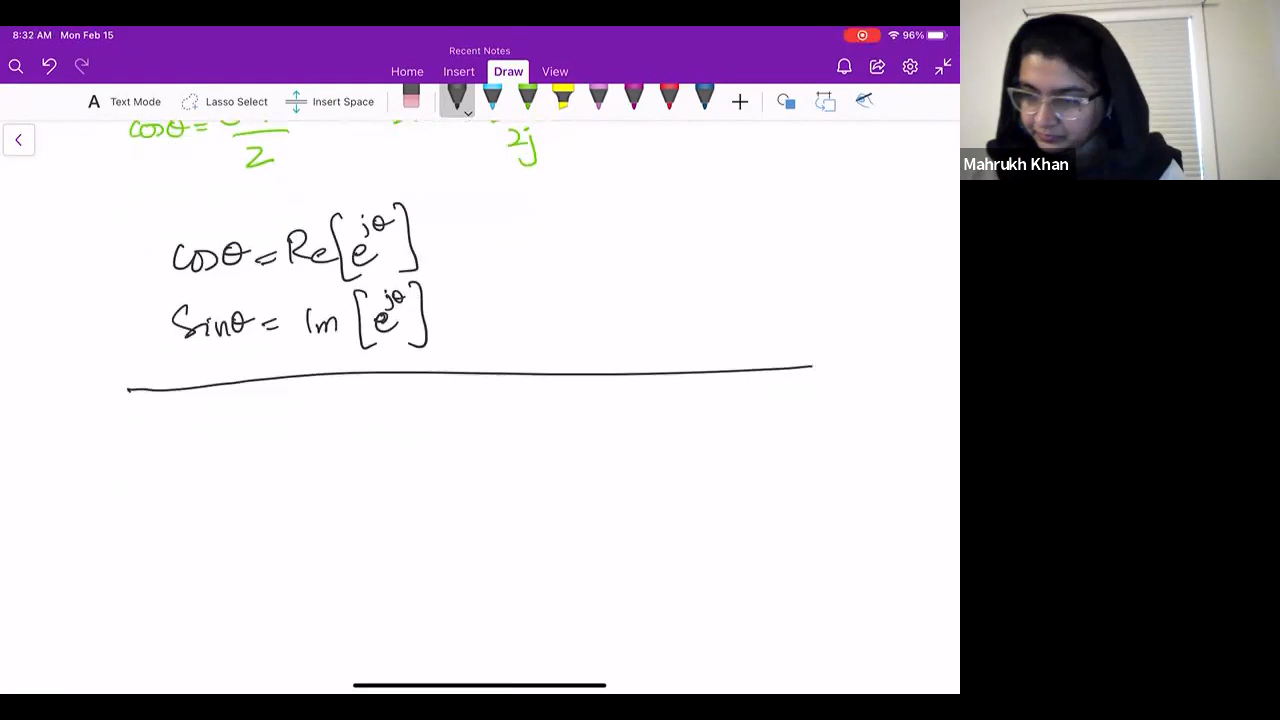 8:32 AM Mon Feb 15 96%
Recent Notes
Home Insert Draw View
Text Mode Lasso Select Insert Space
cosθ =
2 2j
cosθ = Re[e^jθ]
Sinθ = Im[e^jθ]
Mahrukh Khan